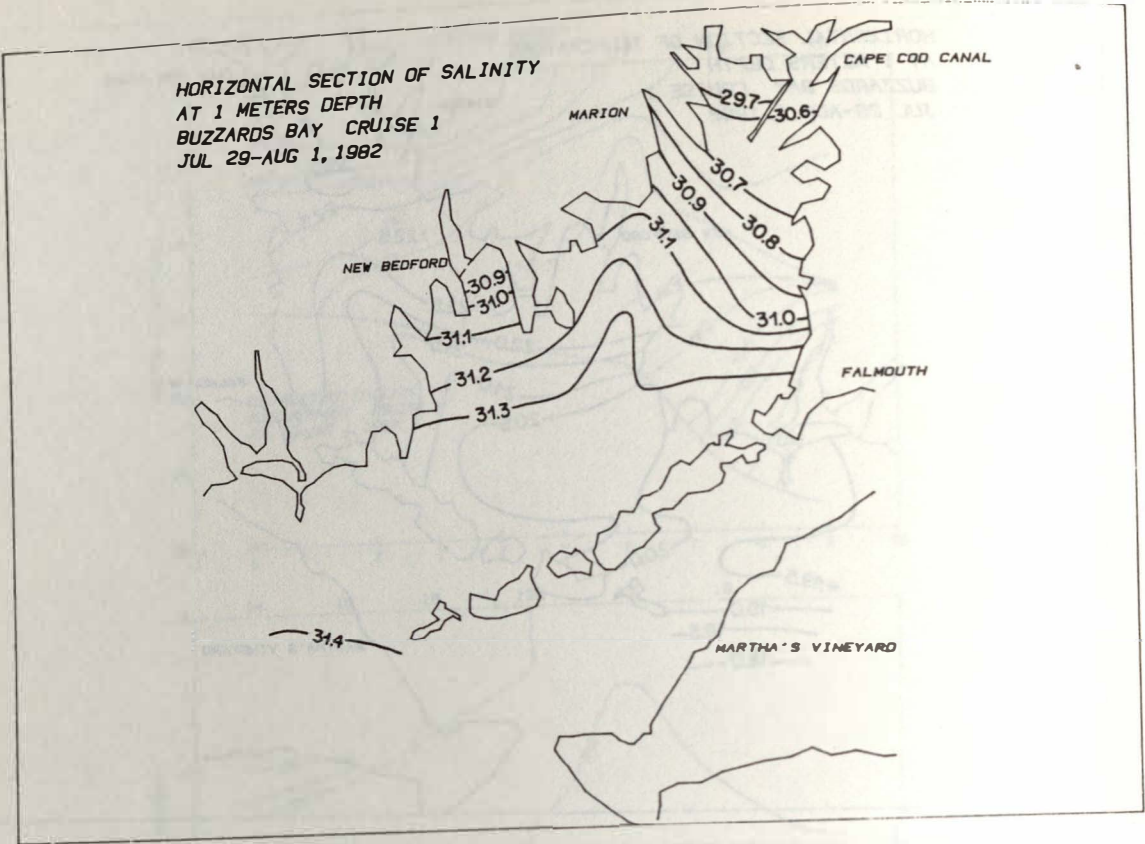 HORIZONTAL SECTION OF SALINITY
AT 1 METERS DEPTH
BUZZARDS BAY CRUISE 1
JUL 29-AUG 1, 1982
CAPE COD CANAL
MARION
29.7
30.6
30.7
30.9
30.8
31.1
NEW BEDFORD
30.9
31.0
31.0
31.1
31.2
FALMOUTH
31.3
31.4
MARTHA'S VINEYARD